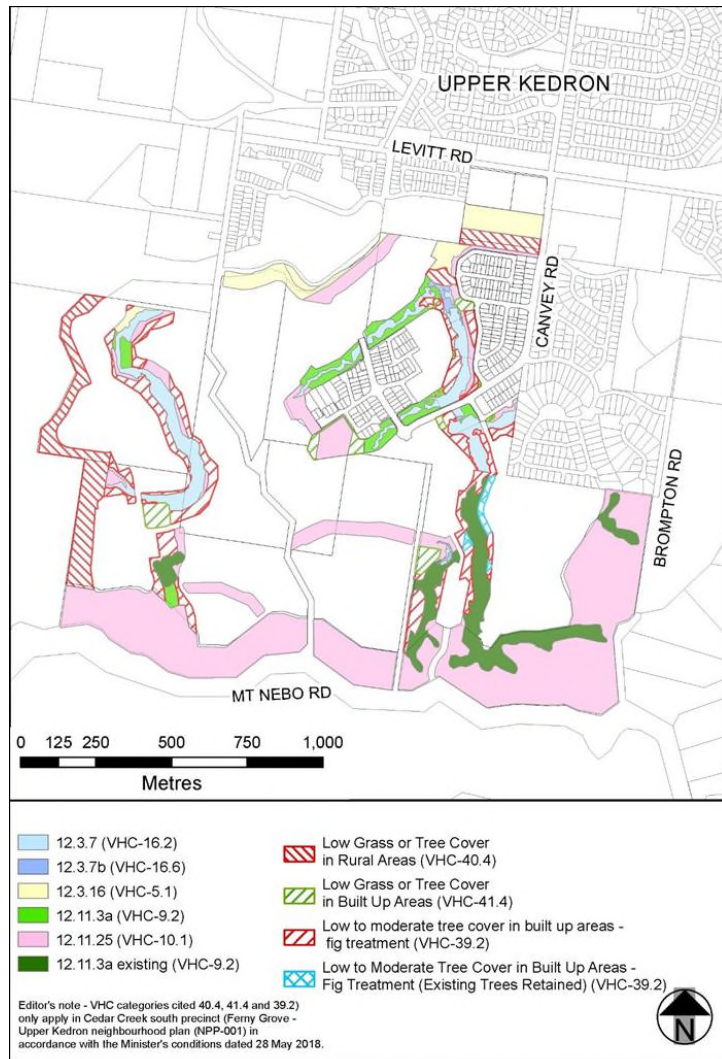 UPPER KEDRON
LEVITT RD
CANVEY RD
BROMPTON RD
MT NEBO RD
0 125 250 500 750 1,000
Metres
12.3.7 (VHC-16.2)
12.3.7b (VHC-16.6)
12.3.16 (VHC-5.1)
12.11.3a (VHC-9.2)
12.11.25 (VHC-10.1)
12.11.3a existing (VHC-9.2)
Low Grass or Tree Cover
in Rural Areas (VHC-40.4)
Low Grass or Tree Cover
in Built Up Areas (VHC-41.4)
Low to moderate tree cover in built up areas -
fig treatment (VHC-39.2)
Low to Moderate Tree Cover in Built Up Areas -
Fig Treatment (Existing Trees Retained) (VHC-39.2)
Editor's note - VHC categories cited 40.4, 41.4 and 39.2)
only apply in Cedar Creek south precinct (Ferny Grove -
Upper Kedron neighbourhood plan (NPP-001) in
accordance with the Minister's conditions dated 28 May 2018.
N